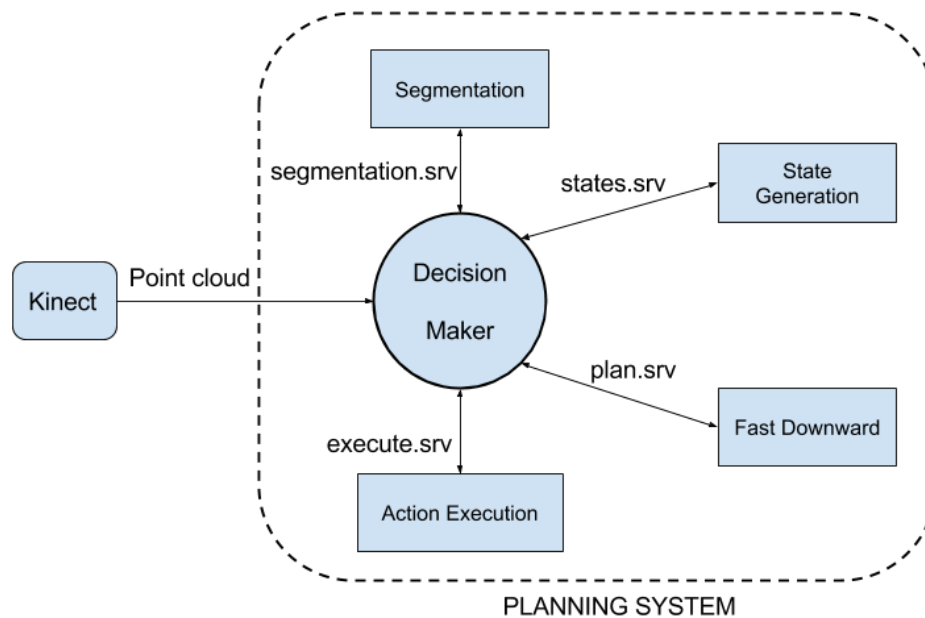 Segmentation
segmentation.srv
states.srv
State
Generation
Point cloud
Kinect
Decision
Maker
plan.srv
Fast Downward
execute.srv
Action Execution
PLANNING SYSTEM